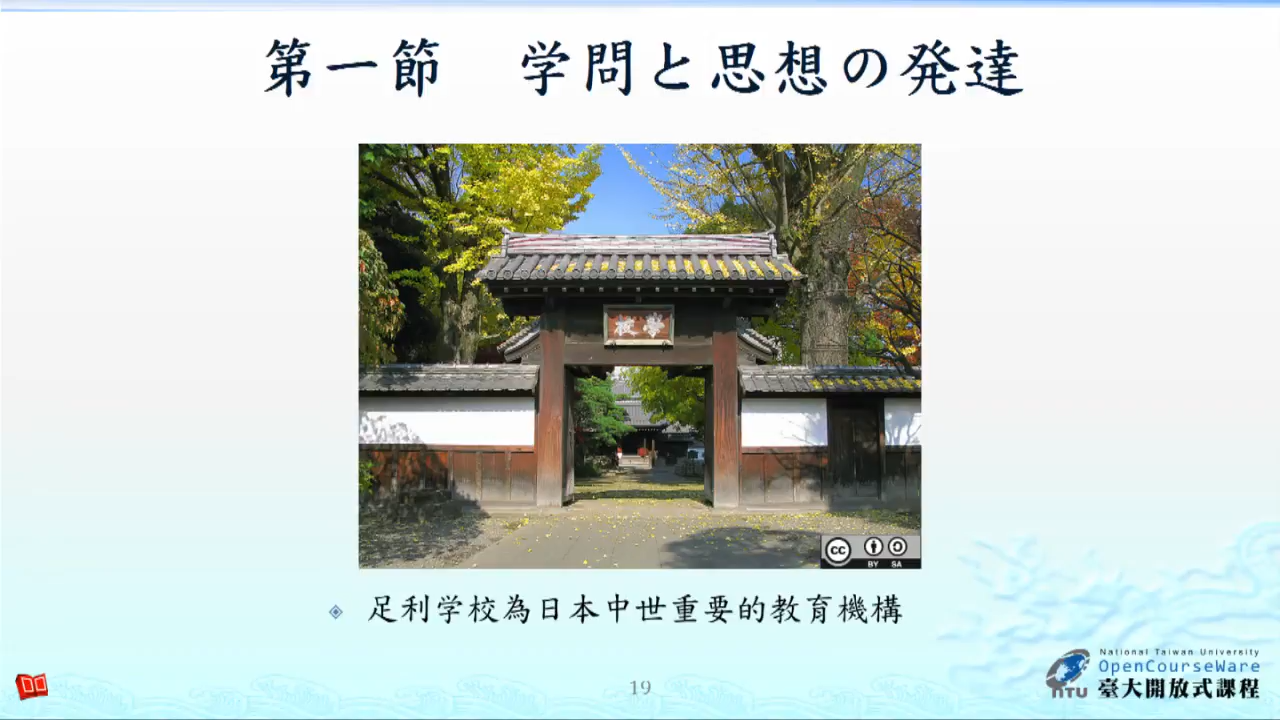 第一節　学問と思想の発達
校學
cc BY SA
足利学校為日本中世重要的教育機構
19
National Taiwan University
OpenCourseWare
NTU 臺大開放式課程